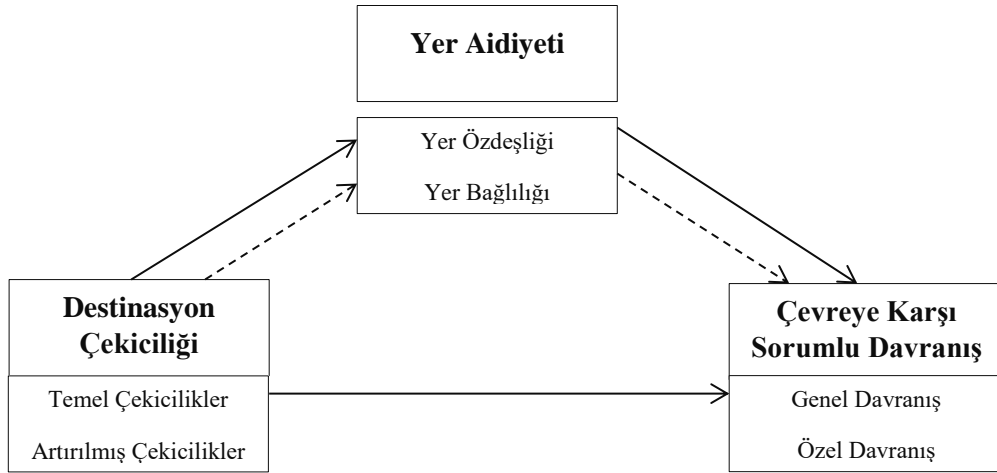 Yer Aidiyeti
Yer Özdeşliği
Yer Bağlılığı
Destinasyon
Çekiciliği
Temel Çekicilikler
Artırılmış Çekicilikler
Çevreye Karşı
Sorumlu Davranış
Genel Davranış
Özel Davranış